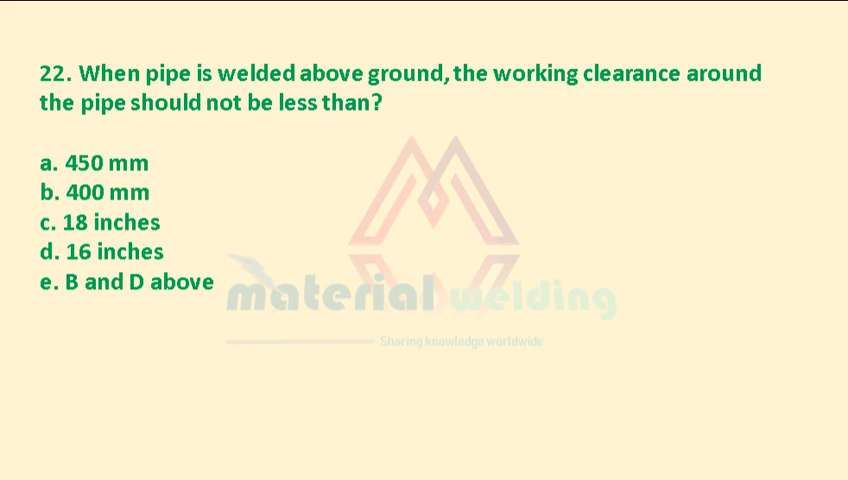 22. When pipe is welded above ground, the working clearance around
the pipe should not be less than?
a. 450 mm
b. 400 mm
c. 18 inches
d. 16 inches
e. B and D above
material welding
Sharing knowledge worldwide